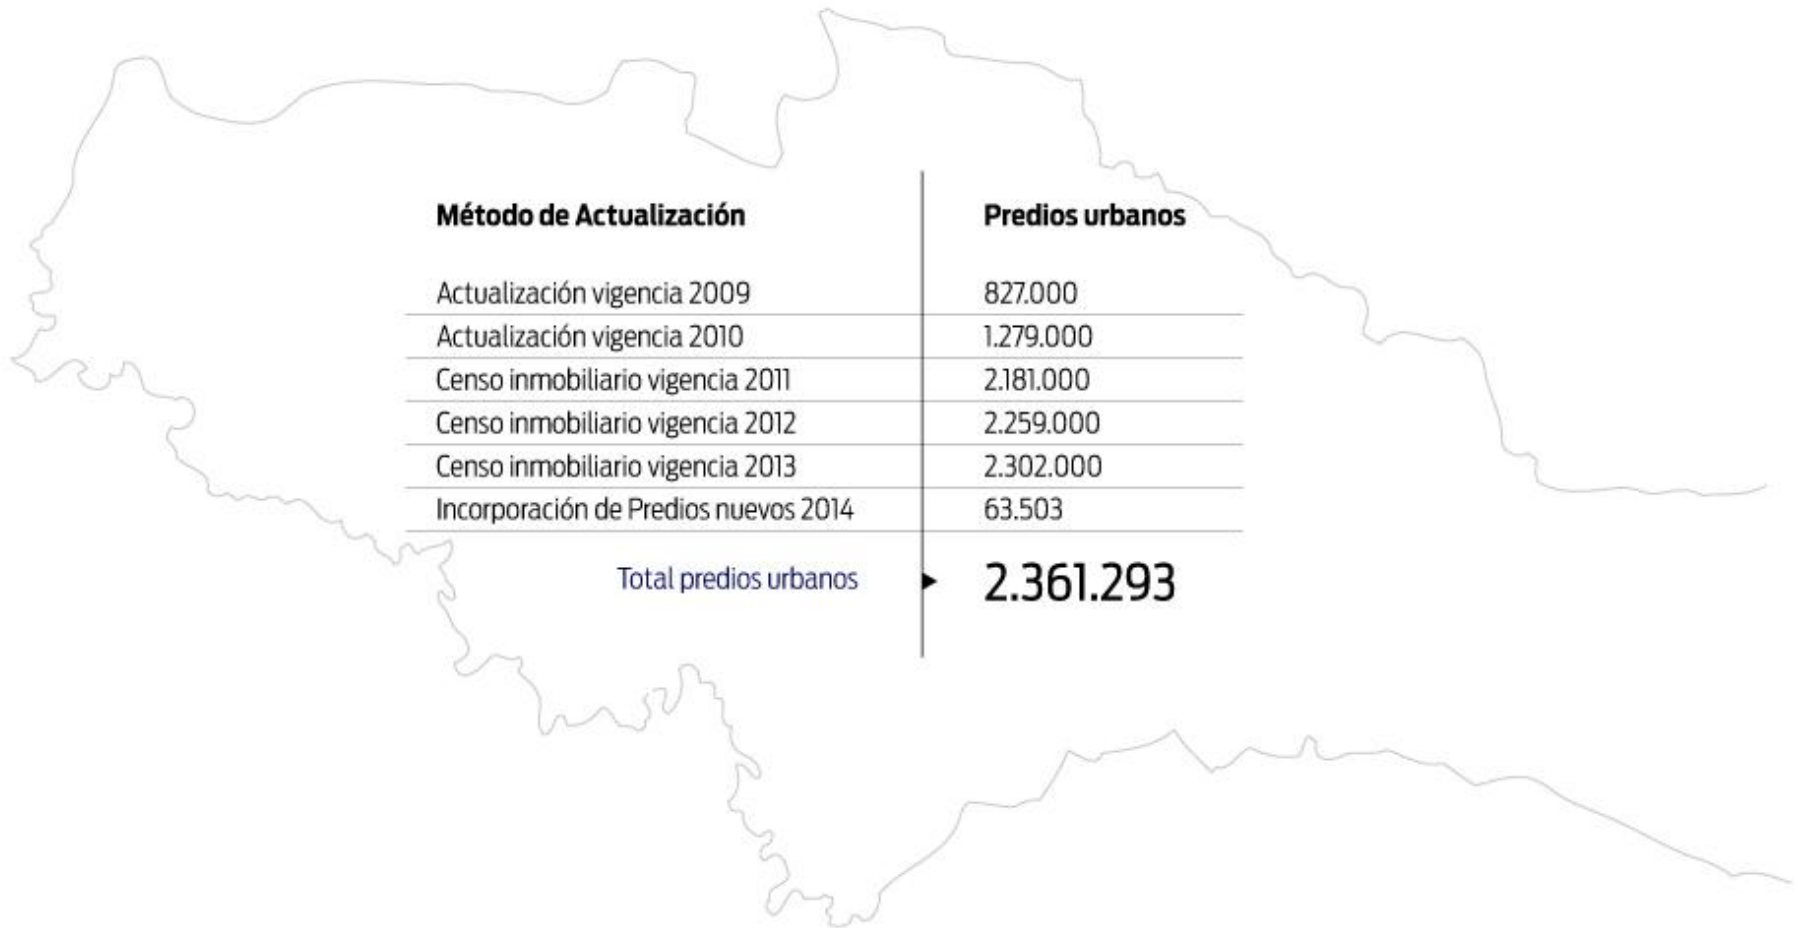 Método de Actualización Predios urbanos
Actualización vigencia 2009 827.000
Actualización vigencia 2010 1.279.000
Censo inmobiliario vigencia 2011 2.181.000
Censo inmobiliario vigencia 2012 2.259.000
Censo inmobiliario vigencia 2013 2.302.000
Incorporación de Predios nuevos 2014 63.503
Total predios urbanos 2.361.293